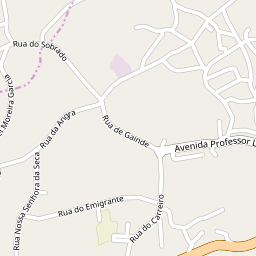 Rua do Sobrado
Moreira Garcia
Rua da Angra
Rua de Gainde
Avenida Professor
Rua Nossa Senhora da Seca
Rua do Emigrante
Rua do Carreiro